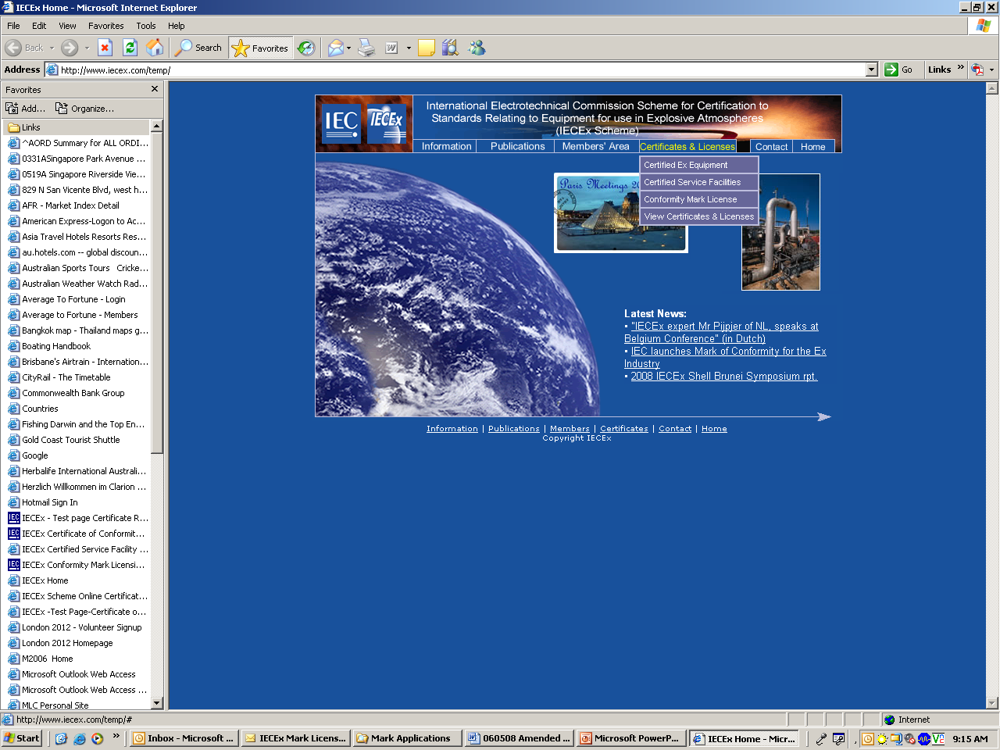 IECEx Home - Microsoft Internet Explorer
File Edit View Favorites Tools Help
Back Search Favorites
Address http://www.iecex.com/temp/ Go Links »
Favorites
Add... Organize...
Links
^AORD Summary for ALL ORDI...
0331ASingapore Park Avenue ...
0519A Singapore Riverside Vie...
829 N San Vicente Blvd, west h...
AFR - Market Index Detail
American Express-Logon to Ac...
Asia Travel Hotels Resorts Res...
au.hotels.com -- global discoun...
Australian Sports Tours Cricke...
Australian Weather Watch Rad...
Average To Fortune - Login
Average to Fortune - Members
Bangkok map - Thailand maps g...
Boating Handbook
Brisbane's Airtrain - Internation...
CityRail - The Timetable
Commonwealth Bank Group
Countries
Fishing Darwin and the Top En...
Gold Coast Tourist Shuttle
Google
Herbalife International Australi...
Herzlich Willkommen im Clarion ...
Hotmail Sign In
IECEx - Test page Certificate R...
IECEx Certificate of Conformit...
IECEx Certified Service Facility ...
IECEx Conformity Mark Licensi...
IECEx Home
IECEx Scheme Online Certificat...
IECEx -Test Page-Certificate o...
London 2012 - Volunteer Signup
London 2012 Homepage
M2006 Home
Microsoft Outlook Web Access
Microsoft Outlook Web Access ...
MLC Personal Site
IEC IECEx
International Electrotechnical Commission Scheme for Certification to
Standards Relating to Equipment for use in Explosive Atmospheres
(IECEx Scheme)
Information Publications Members' Area Certificates & Licenses Contact Home
Certified Ex Equipment
Certified Service Facilities
Conformity Mark License
View Certificates & Licenses
Paris Meetings
Latest News:
• "IECEx expert Mr Pijpjer of NL, speaks at
Belgium Conference" (in Dutch)
• IEC launches Mark of Conformity for the Ex
Industry
• 2008 IECEx Shell Brunei Symposium rpt.
Information | Publications | Members | Certificates | Contact | Home
Copyright IECEx
http://www.iecex.com/temp/# Internet
Start » Inbox - Microsoft ... IECEx Mark Licens... Mark Applications 060508 Amended ... Microsoft PowerP... IECEx Home - Micr... 9:15 AM